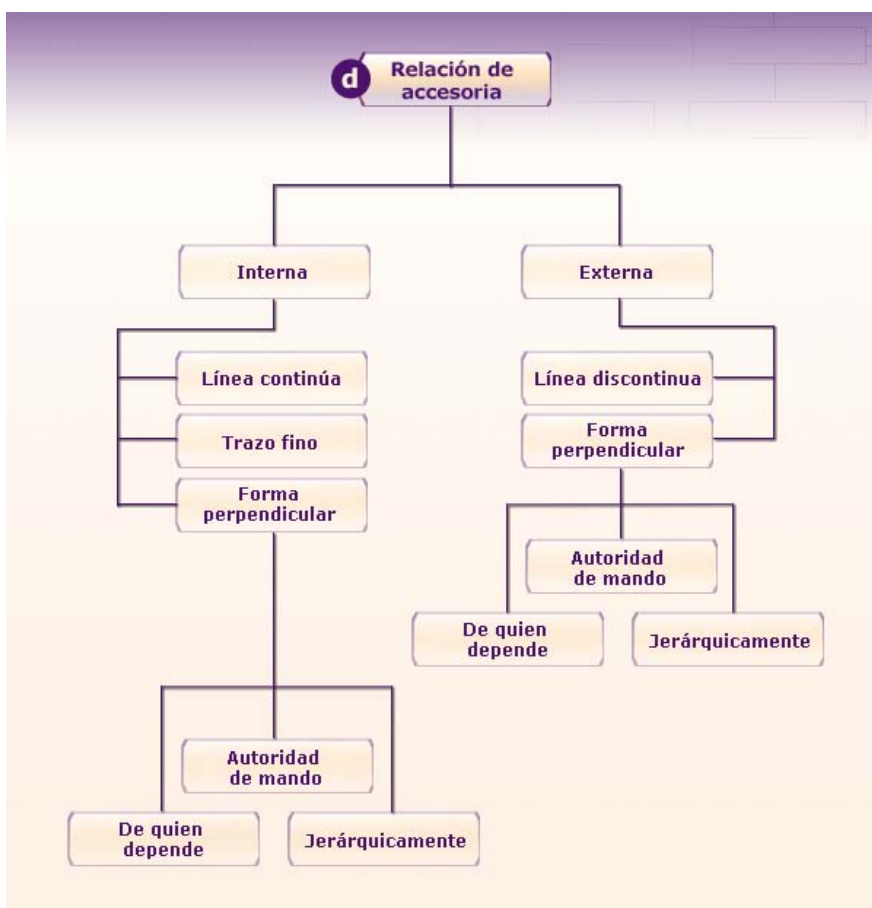 d
Relación de
accesoria
Interna
Externa
Línea continúa
Trazo fino
Forma
perpendicular
Línea discontinua
Forma
perpendicular
Autoridad
de mando
De quien
depende
Jerárquicamente
Autoridad
de mando
De quien
depende
Jerárquicamente